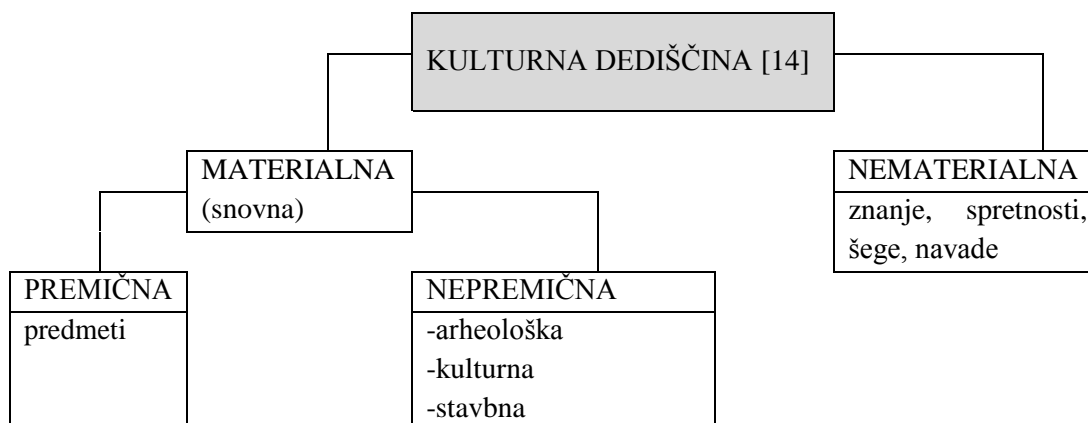 KULTURNA DEDIŠČINA [14]
MATERIALNA
(snovna)
NEMATERIALNA
znanje, spretnosti,
šege, navade
PREMIČNA
predmeti
NEPREMIČNA
-arheološka
-kulturna
-stavbna